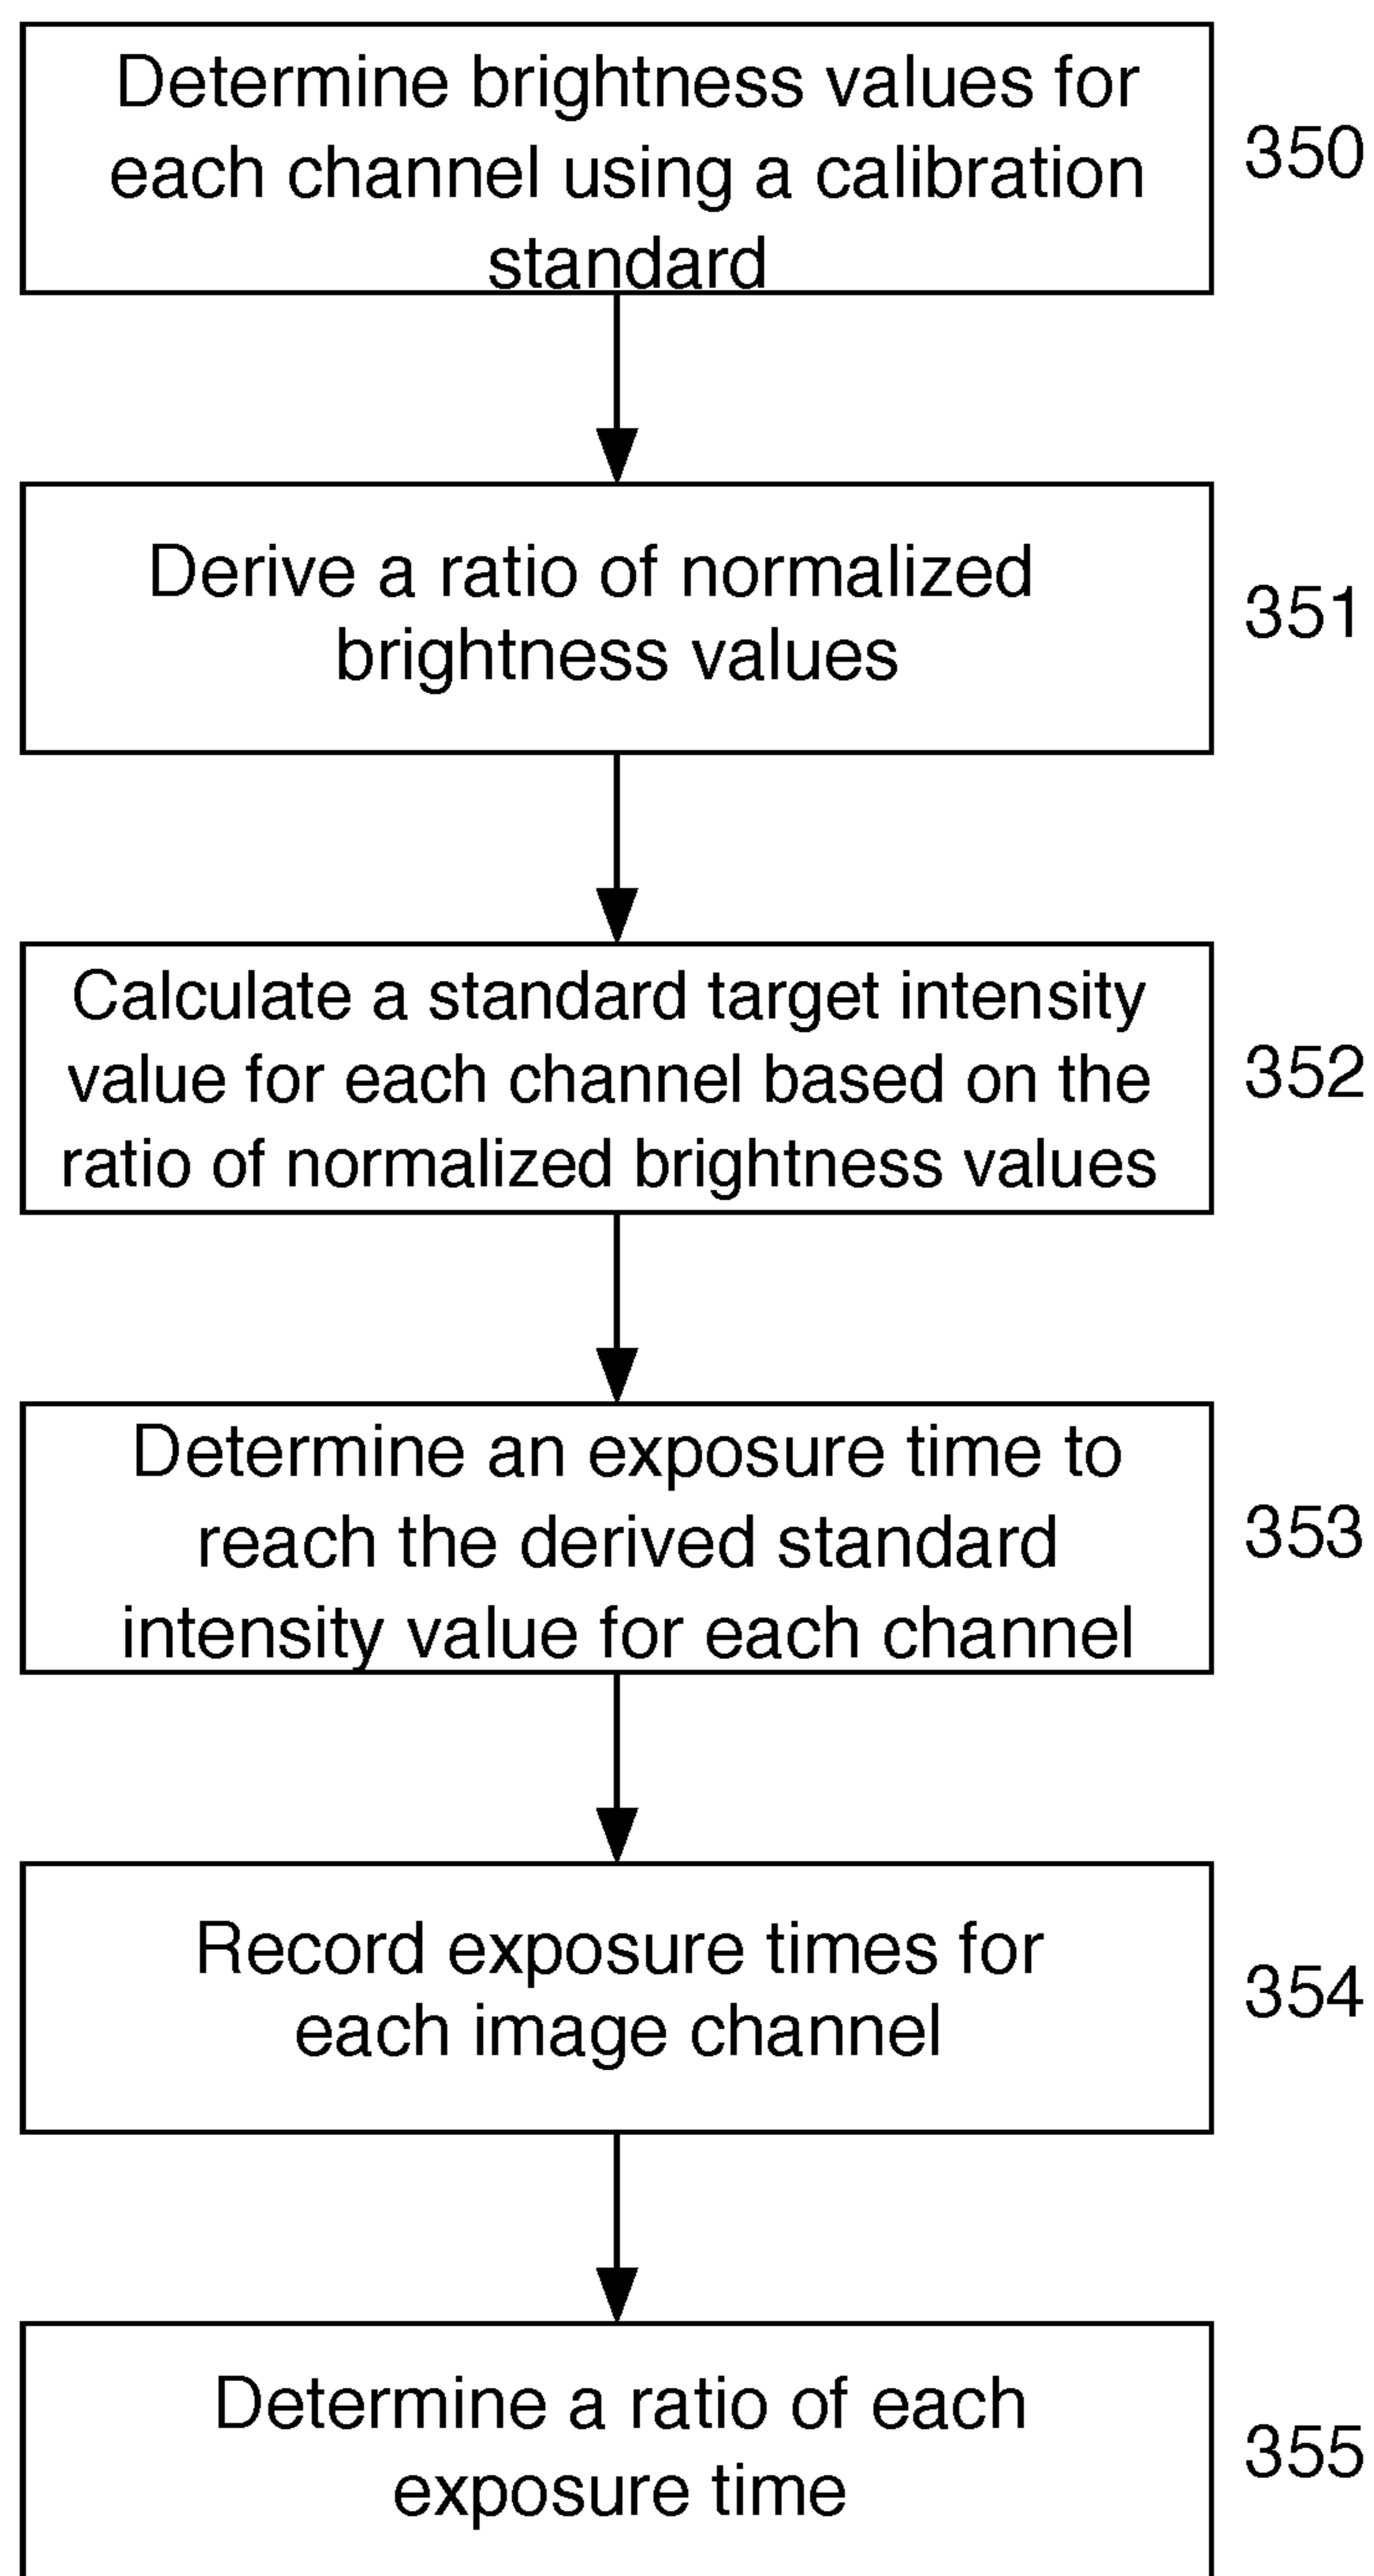 Determine brightness values for
each channel using a calibration
standard
350
Derive a ratio of normalized
brightness values
351
Calculate a standard target intensity
value for each channel based on the
ratio of normalized brightness values
352
Determine an exposure time to
reach the derived standard
intensity value for each channel
353
Record exposure times for
each image channel
354
Determine a ratio of each
exposure time
355